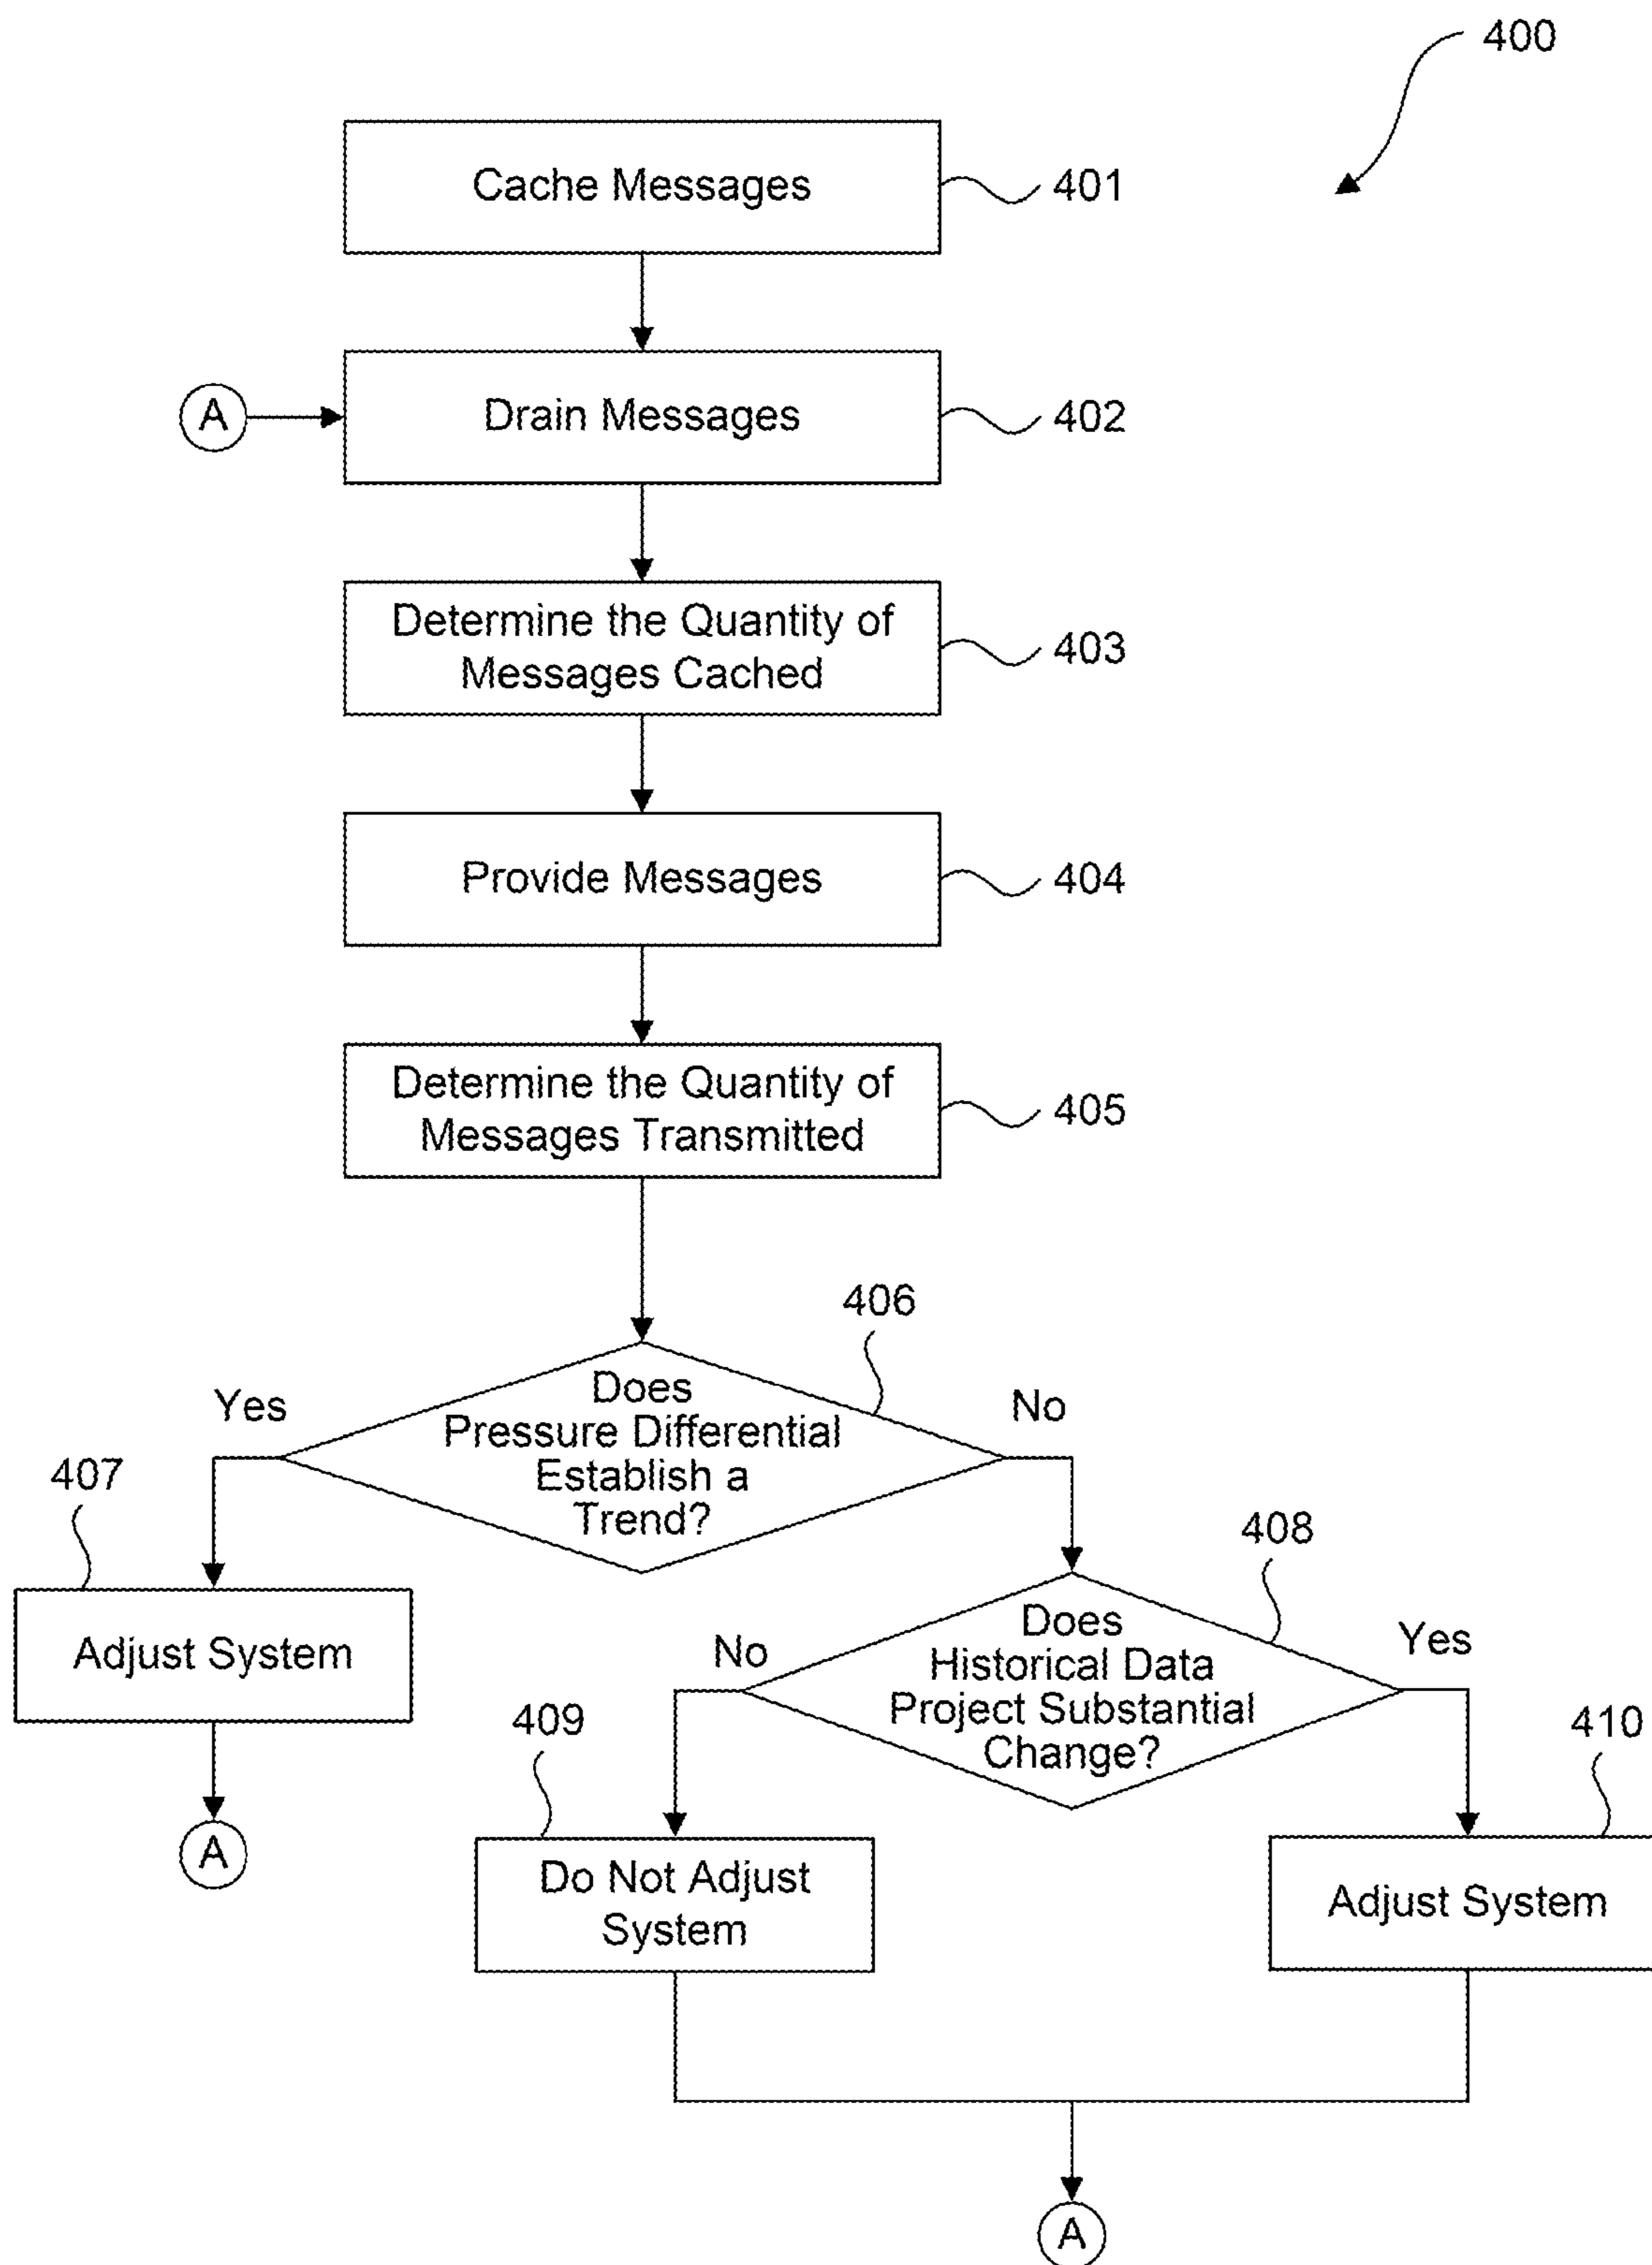 400
Cache Messages
401
A
Drain Messages
402
Determine the Quantity of
Messages Cached
403
Provide Messages
404
Determine the Quantity of
Messages Transmitted
405
406
Yes
Does
Pressure Differential
Establish a
Trend?
No
407
Adjust System
A
408
No
Does
Historical Data
Project Substantial
Change?
Yes
409
Do Not Adjust
System
410
Adjust System
A